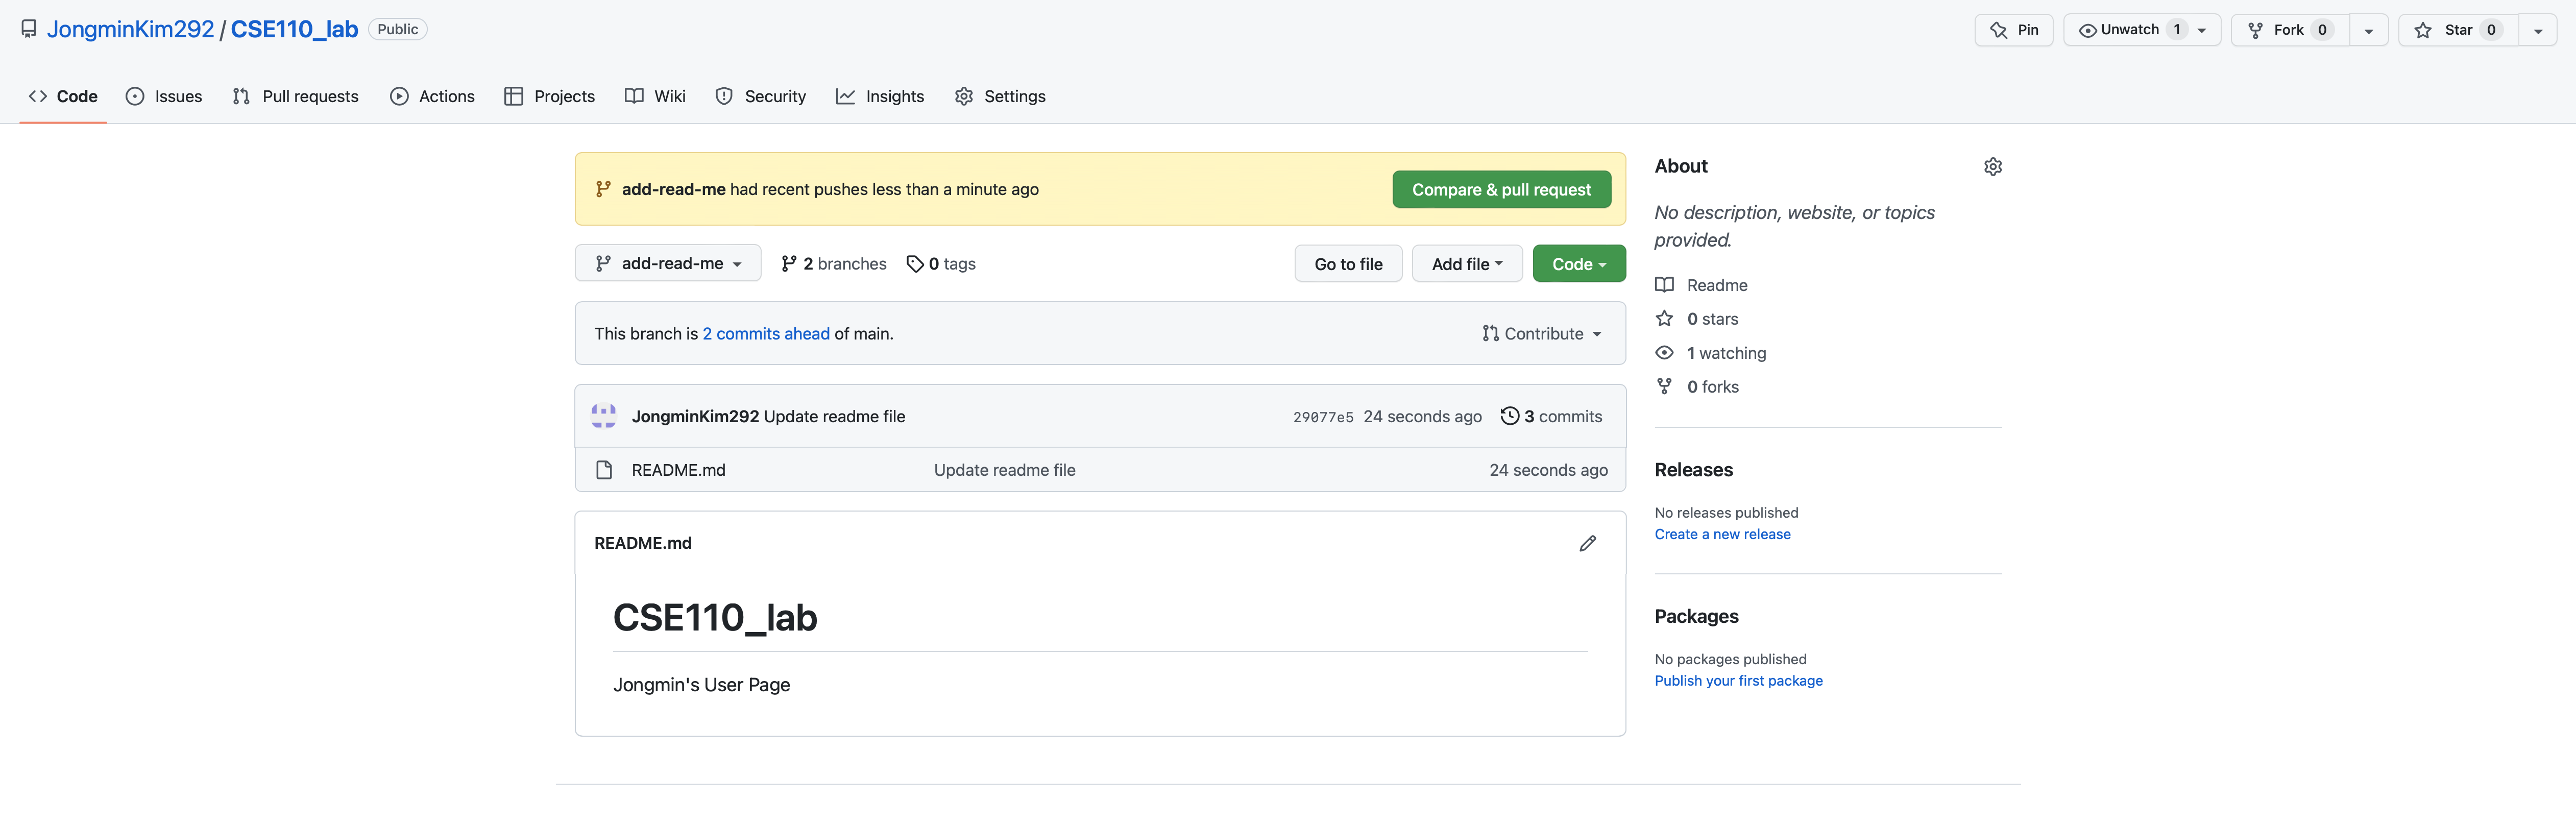 JongminKim292 / CSE110_lab Public
Pin
Unwatch 1
Fork 0
Star 0
Code
Issues
Pull requests
Actions
Projects
Wiki
Security
Insights
Settings
add-read-me had recent pushes less than a minute ago
Compare & pull request
add-read-me
2 branches
0 tags
Go to file
Add file
Code
This branch is 2 commits ahead of main.
Contribute
JongminKim292 Update readme file
29077e5 24 seconds ago
3 commits
README.md
Update readme file
24 seconds ago
README.md
CSE110_lab
Jongmin's User Page
About
No description, website, or topics
provided.
Readme
0 stars
1 watching
0 forks
Releases
No releases published
Create a new release
Packages
No packages published
Publish your first package